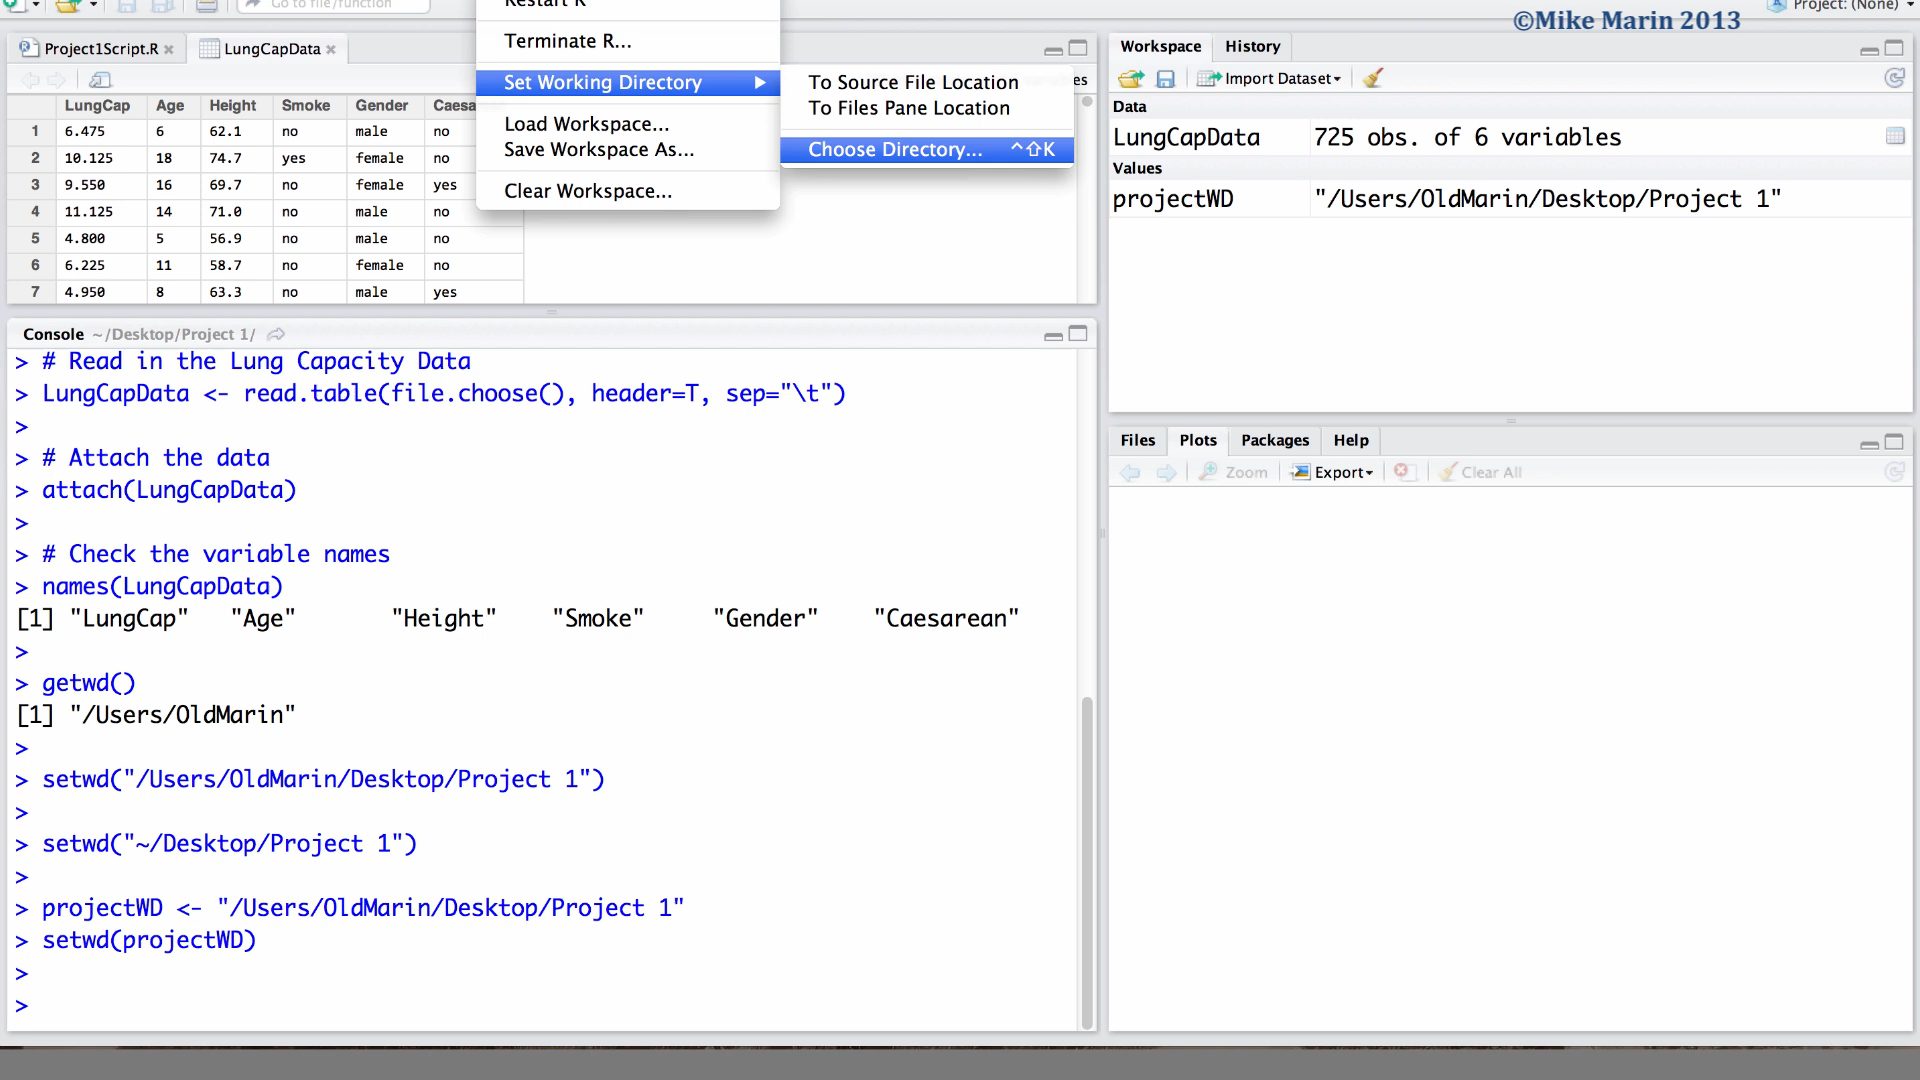 Go to file/function
Project: (None)
©Mike Marin 2013
Restart R
Terminate R...
Set Working Directory
Load Workspace...
Save Workspace As...
Clear Workspace...
To Source File Location
To Files Pane Location
Choose Directory... ^⇧K
Project1Script.R
LungCapData
LungCap Age Height Smoke Gender Caesa
1 6.475 6 62.1 no male no
2 10.125 18 74.7 yes female no
3 9.550 16 69.7 no female yes
4 11.125 14 71.0 no male no
5 4.800 5 56.9 no male no
6 6.225 11 58.7 no female no
7 4.950 8 63.3 no male yes
Console ~/Desktop/Project 1/
> # Read in the Lung Capacity Data
> LungCapData <- read.table(file.choose(), header=T, sep="\t")
>
> # Attach the data
> attach(LungCapData)
>
> # Check the variable names
> names(LungCapData)
[1] "LungCap" "Age" "Height" "Smoke" "Gender" "Caesarean"
>
> getwd()
[1] "/Users/OldMarin"
>
> setwd("/Users/OldMarin/Desktop/Project 1")
>
> setwd("~/Desktop/Project 1")
>
> projectWD <- "/Users/OldMarin/Desktop/Project 1"
> setwd(projectWD)
>
>
Workspace History
Import Dataset
Data
LungCapData 725 obs. of 6 variables
Values
projectWD "/Users/OldMarin/Desktop/Project 1"
Files Plots Packages Help
Zoom Export Clear All